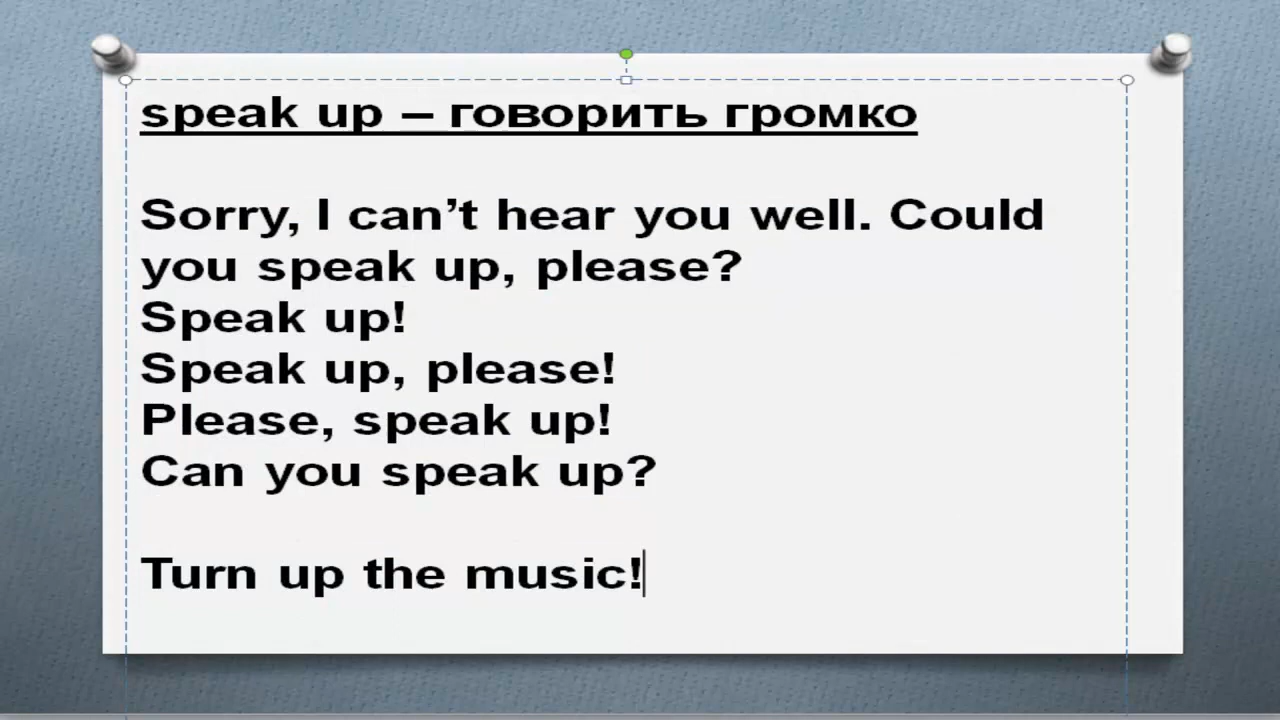 speak up – говорить громко
Sorry, I can’t hear you well. Could
you speak up, please?
Speak up!
Speak up, please!
Please, speak up!
Can you speak up?
Turn up the music!